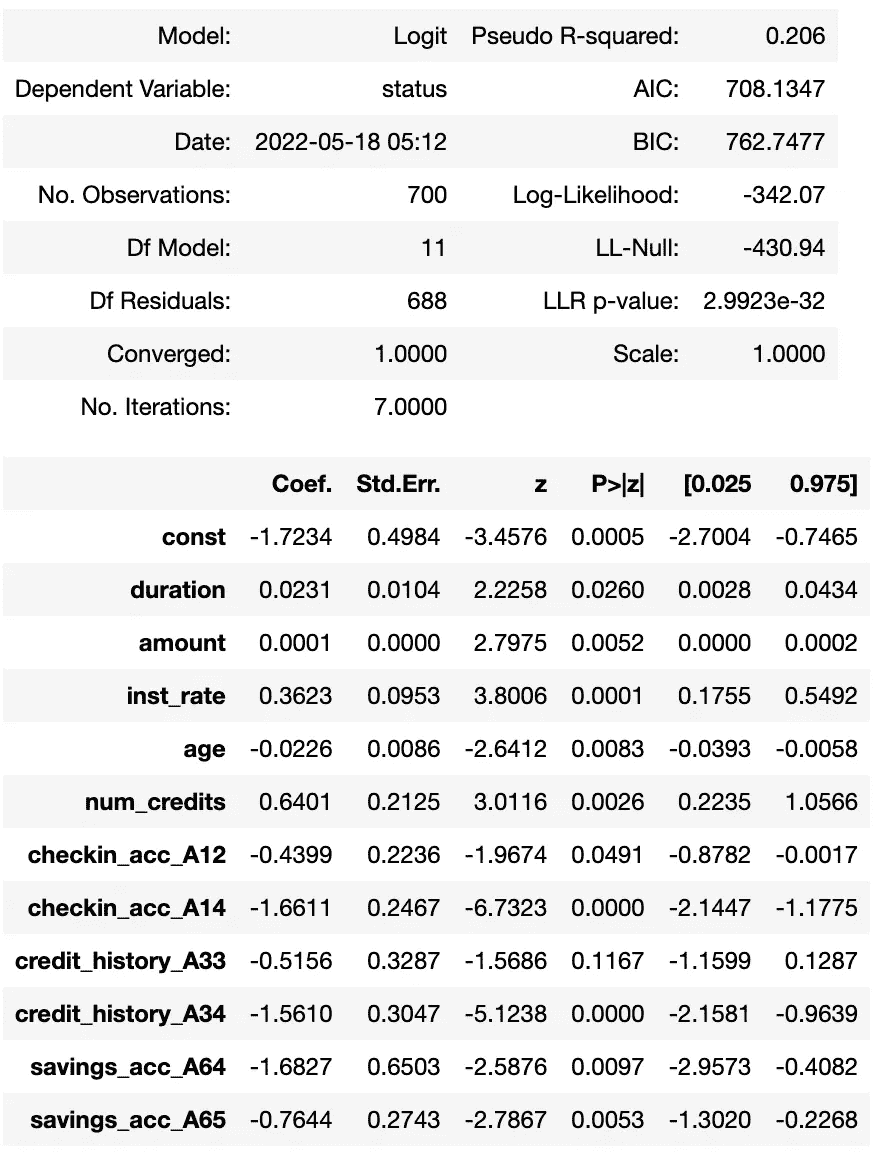 Model: Logit Pseudo R-squared: 0.206
Dependent Variable: status AIC: 708.1347
Date: 2022-05-18 05:12 BIC: 762.7477
No. Observations: 700 Log-Likelihood: -342.07
Df Model: 11 LL-Null: -430.94
Df Residuals: 688 LLR p-value: 2.9923e-32
Converged: 1.0000 Scale: 1.0000
No. Iterations: 7.0000
Coef. Std.Err. z P>|z| [0.025 0.975]
const -1.7234 0.4984 -3.4576 0.0005 -2.7004 -0.7465
duration 0.0231 0.0104 2.2258 0.0260 0.0028 0.0434
amount 0.0001 0.0000 2.7975 0.0052 0.0000 0.0002
inst_rate 0.3623 0.0953 3.8006 0.0001 0.1755 0.5492
age -0.0226 0.0086 -2.6412 0.0083 -0.0393 -0.0058
num_credits 0.6401 0.2125 3.0116 0.0026 0.2235 1.0566
checkin_acc_A12 -0.4399 0.2236 -1.9674 0.0491 -0.8782 -0.0017
checkin_acc_A14 -1.6611 0.2467 -6.7323 0.0000 -2.1447 -1.1775
credit_history_A33 -0.5156 0.3287 -1.5686 0.1167 -1.1599 0.1287
credit_history_A34 -1.5610 0.3047 -5.1238 0.0000 -2.1581 -0.9639
savings_acc_A64 -1.6827 0.6503 -2.5876 0.0097 -2.9573 -0.4082
savings_acc_A65 -0.7644 0.2743 -2.7867 0.0053 -1.3020 -0.2268